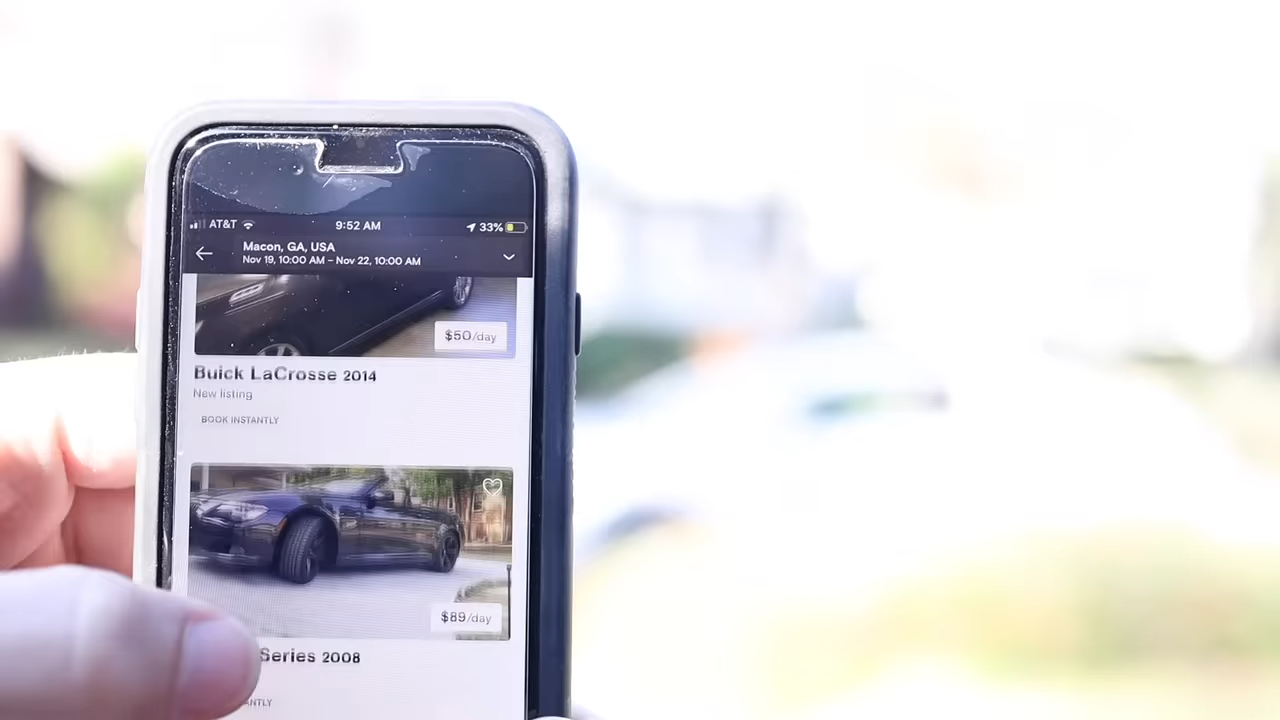 AT&T 9:52 AM 33%
Macon, GA, USA
Nov 19, 10:00 AM – Nov 22, 10:00 AM
$50/day
Buick LaCrosse 2014
New listing
BOOK INSTANTLY
$89/day
Series 2008
ANTLY